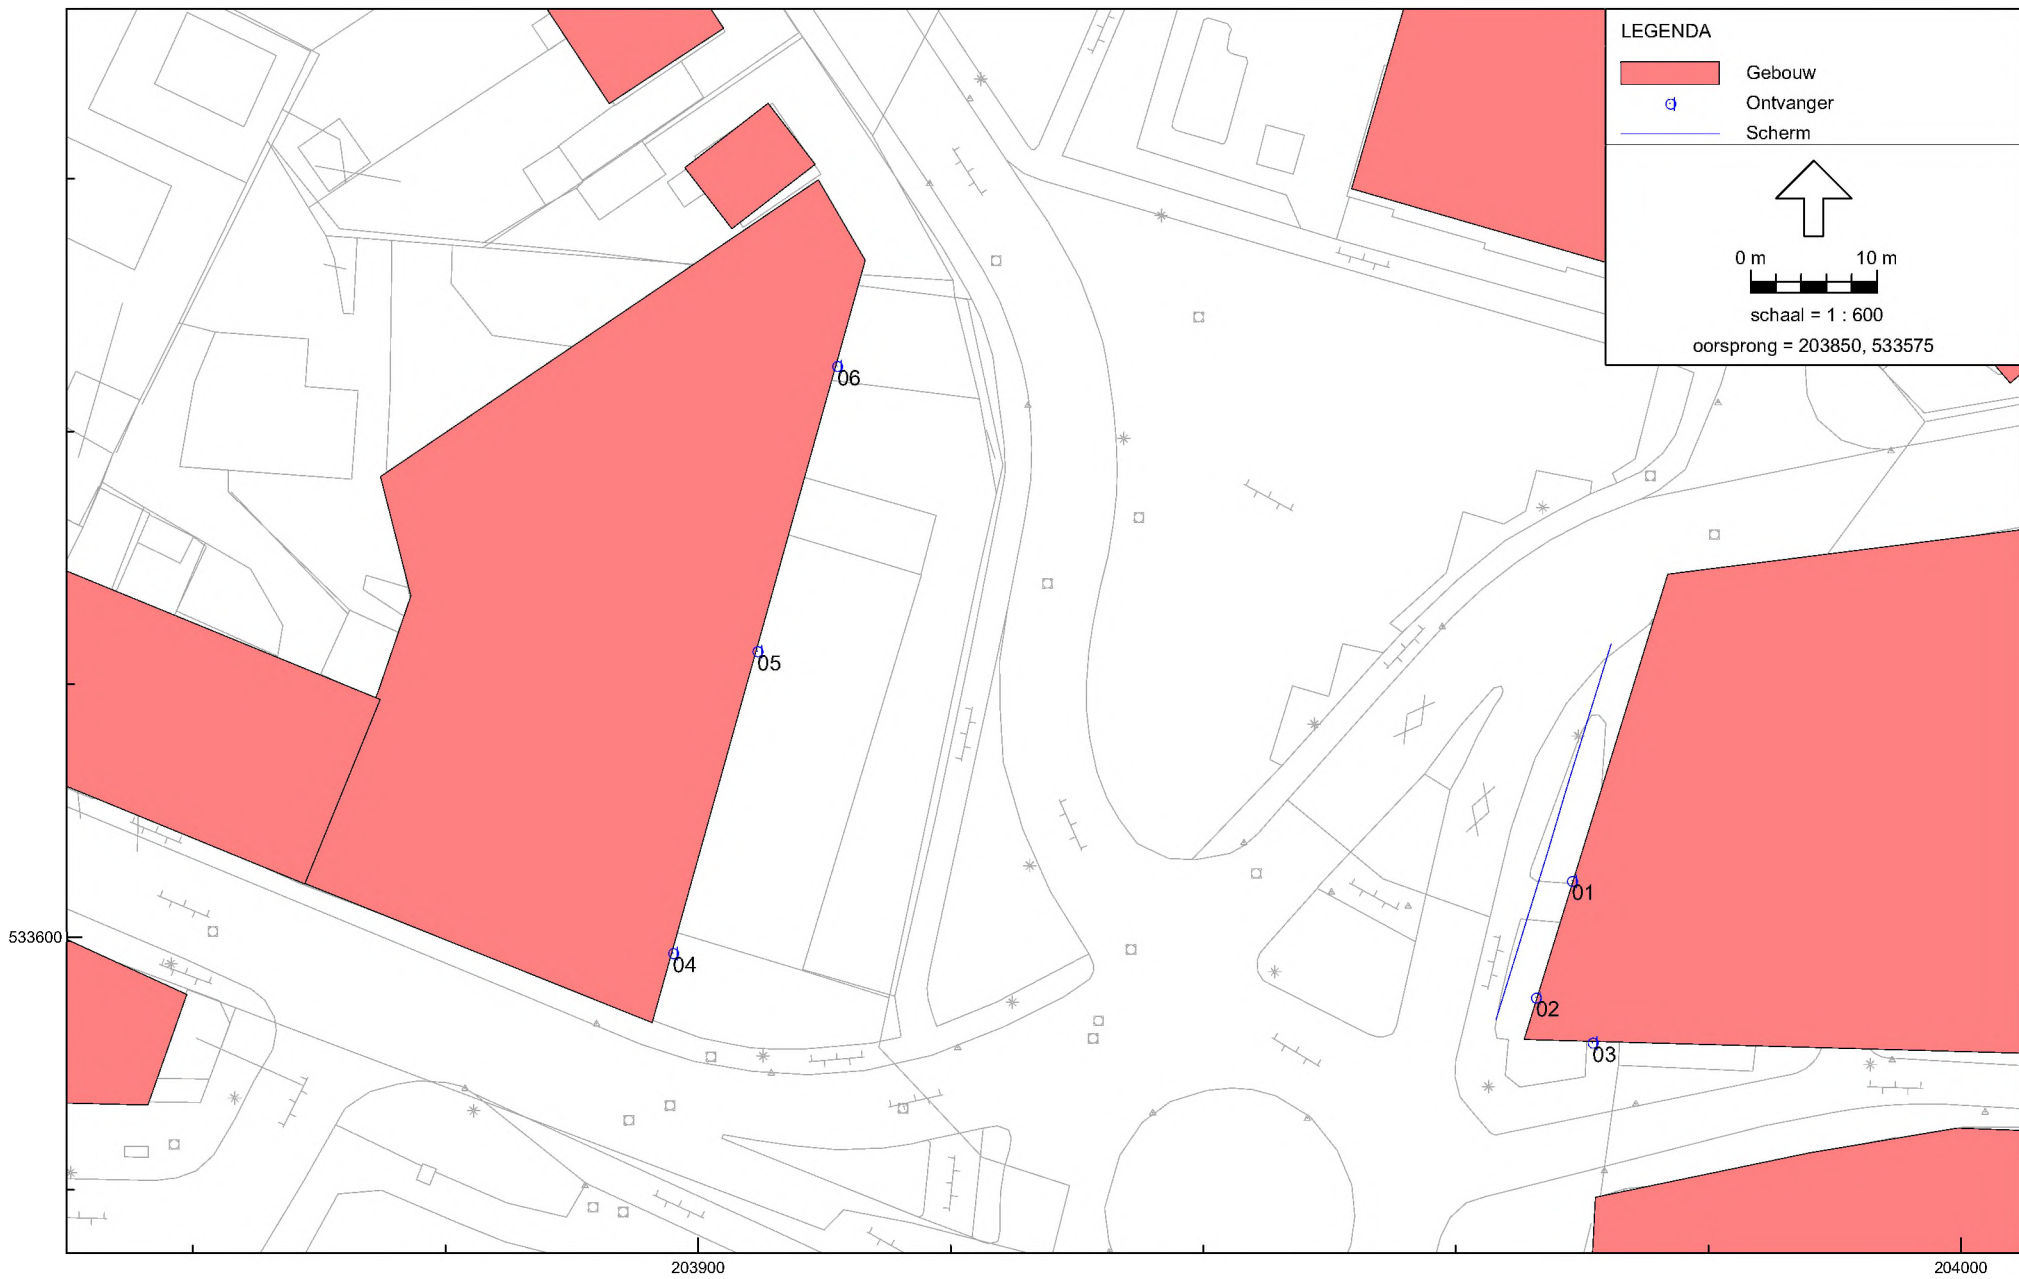 LEGENDA
Gebouw
Ontvanger
Scherm
0 m 10 m
schaal = 1 : 600
oorsprong = 203850, 533575
06
05
01
533600
04
02
03
203900
204000